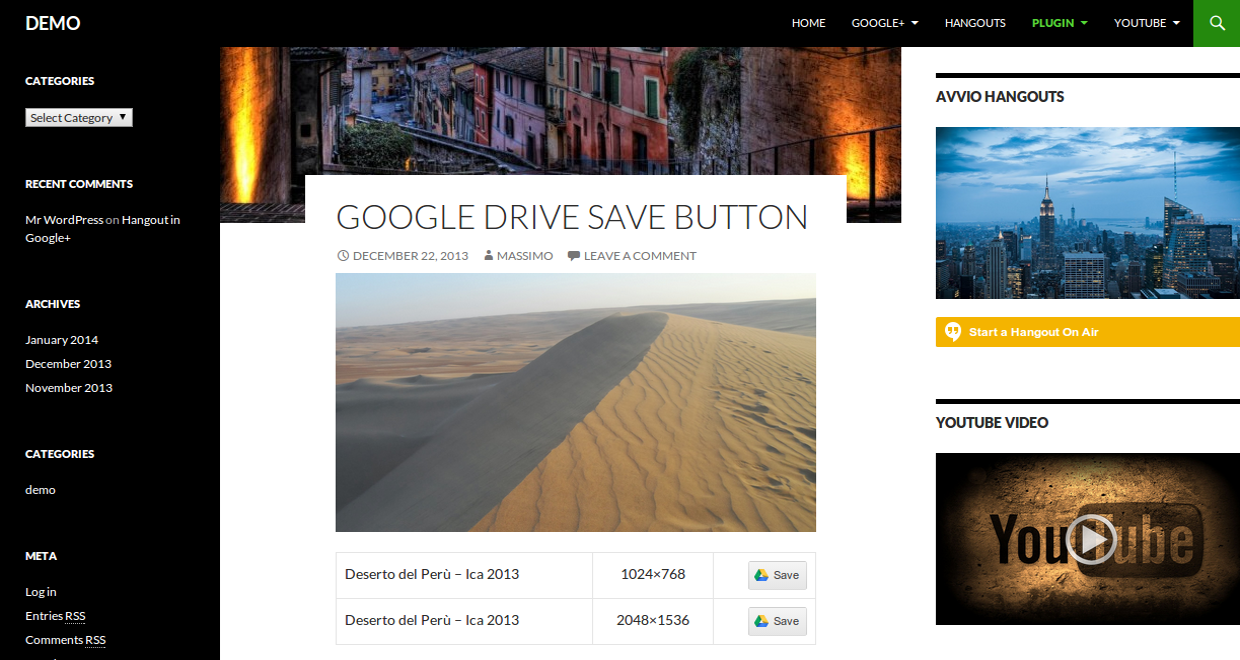 DEMO
HOME GOOGLE+ HANGOUTS PLUGIN YOUTUBE
CATEGORIES
Select Category
RECENT COMMENTS
Mr WordPress on Hangout in
Google+
ARCHIVES
January 2014
December 2013
November 2013
CATEGORIES
demo
META
Log in
Entries RSS
Comments RSS
GOOGLE DRIVE SAVE BUTTON
DECEMBER 22, 2013 MASSIMO LEAVE A COMMENT
Deserto del Perù – Ica 2013 1024×768 Save
Deserto del Perù – Ica 2013 2048×1536 Save
AVVIO HANGOUTS
Start a Hangout On Air
YOUTUBE VIDEO
YouTube